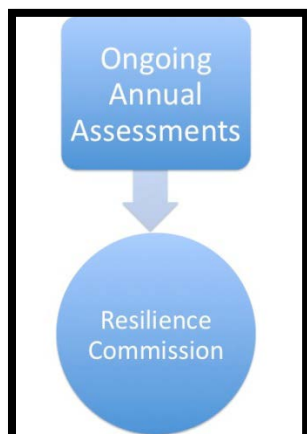 Ongoing
Annual
Assessments
Resilience
Commission